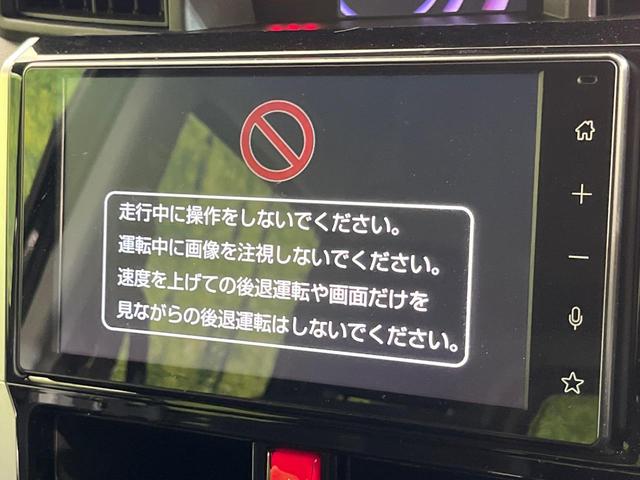 走行中に操作をしないでください。
運転中に画像を注視しないでください。
速度を上げての後退運転や画面だけを
見ながらの後退運転はしないでください。